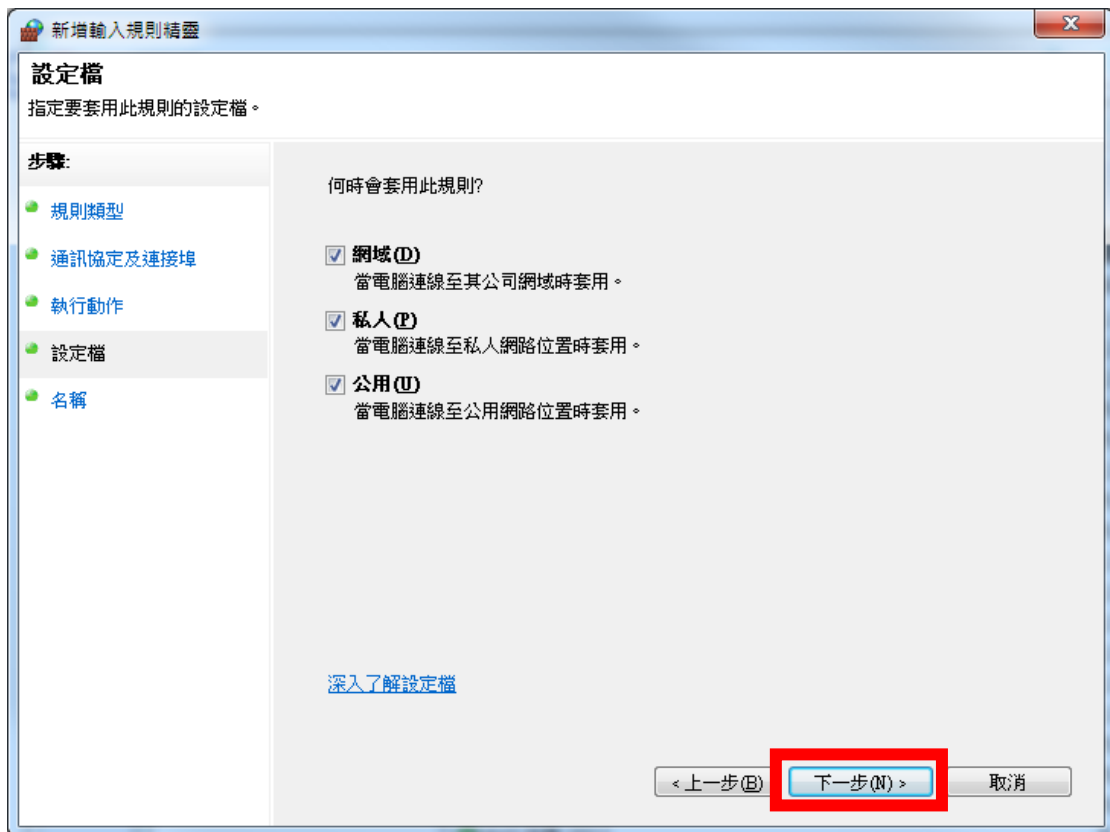 新增輸入規則精靈
設定檔
指定要套用此規則的設定檔。
步驟:
規則類型
通訊協定及連接埠
執行動作
設定檔
名稱
何時會套用此規則?
網域(D)
當電腦連線至其公司網域時套用。
私人(P)
當電腦連線至私人網路位置時套用。
公用(U)
當電腦連線至公用網路位置時套用。
深入了解設定檔
<上一步(B) 下一步(N)> 取消